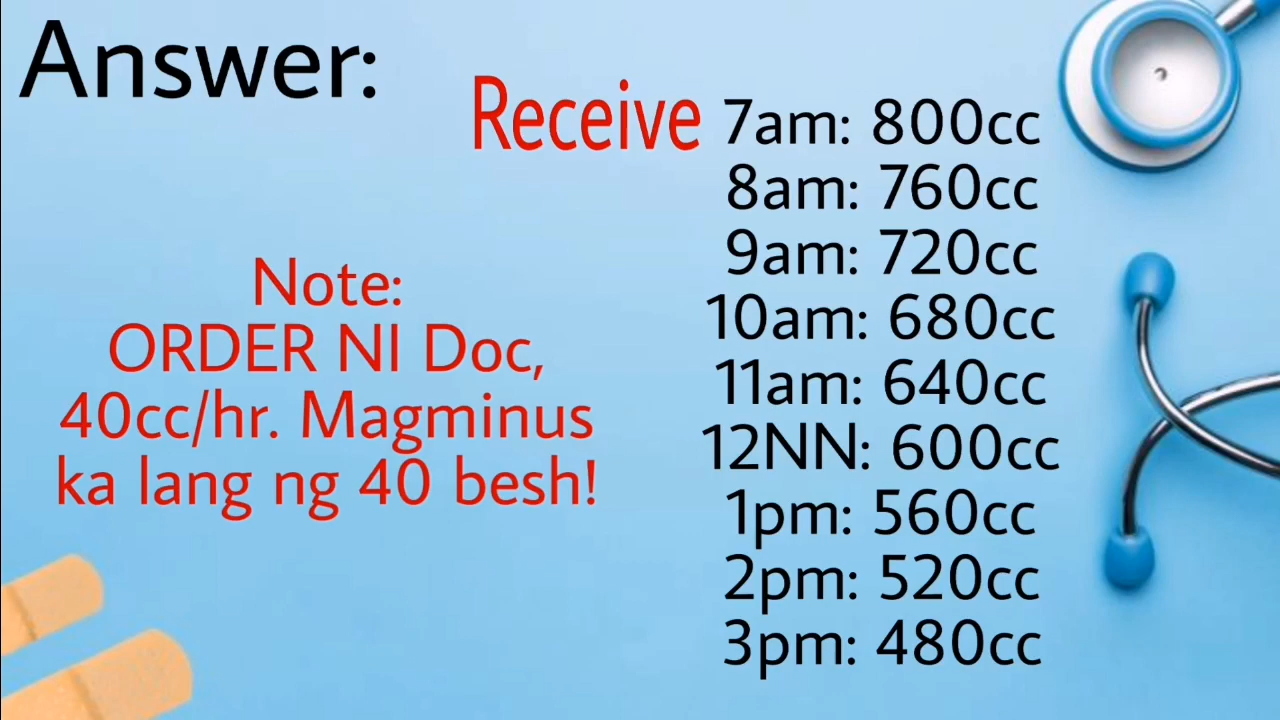 Answer:
Receive 7am: 800cc
8am: 760cc
9am: 720cc
10am: 680cc
11am: 640cc
12NN: 600cc
1pm: 560cc
2pm: 520cc
3pm: 480cc
Note:
ORDER NI Doc,
40cc/hr. Magminus
ka lang ng 40 besh!